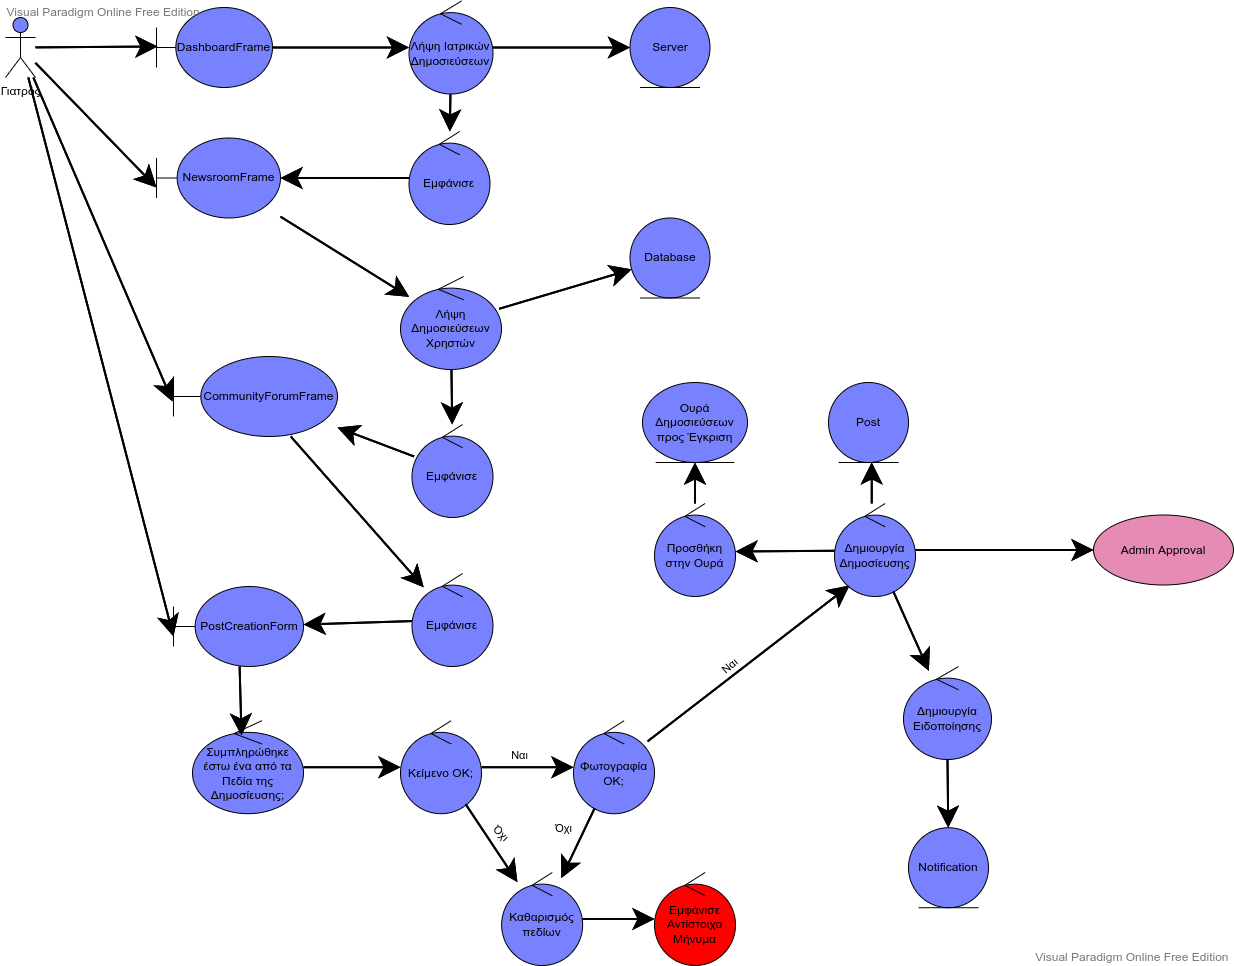 Visual Paradigm Online Free Edition
Γιατρός
DashboardFrame
Λήψη Ιατρικών
Δημοσιεύσεων
Server
NewsroomFrame
Εμφάνισε
Database
Λήψη
Δημοσιεύσεων
Χρηστών
CommunityForumFrame
Εμφάνισε
Ουρά
Δημοσιεύσεων
προς Έγκριση
Post
Προσθήκη
στην Ουρά
Δημιουργία
Δημοσίευσης
Admin Approval
PostCreationForm
Εμφάνισε
Ναι
Δημιουργία
Ειδοποίησης
Συμπληρώθηκε
έστω ένα από τα
Πεδία της
Δημοσίευσης;
Κείμενο OK;
Ναι
Φωτογραφία
OK;
Όχι
Όχι
Notification
Καθαρισμός
πεδίων
Εμφάνισε
Αντίστοιχο
Μήνυμα
Visual Paradigm Online Free Edition